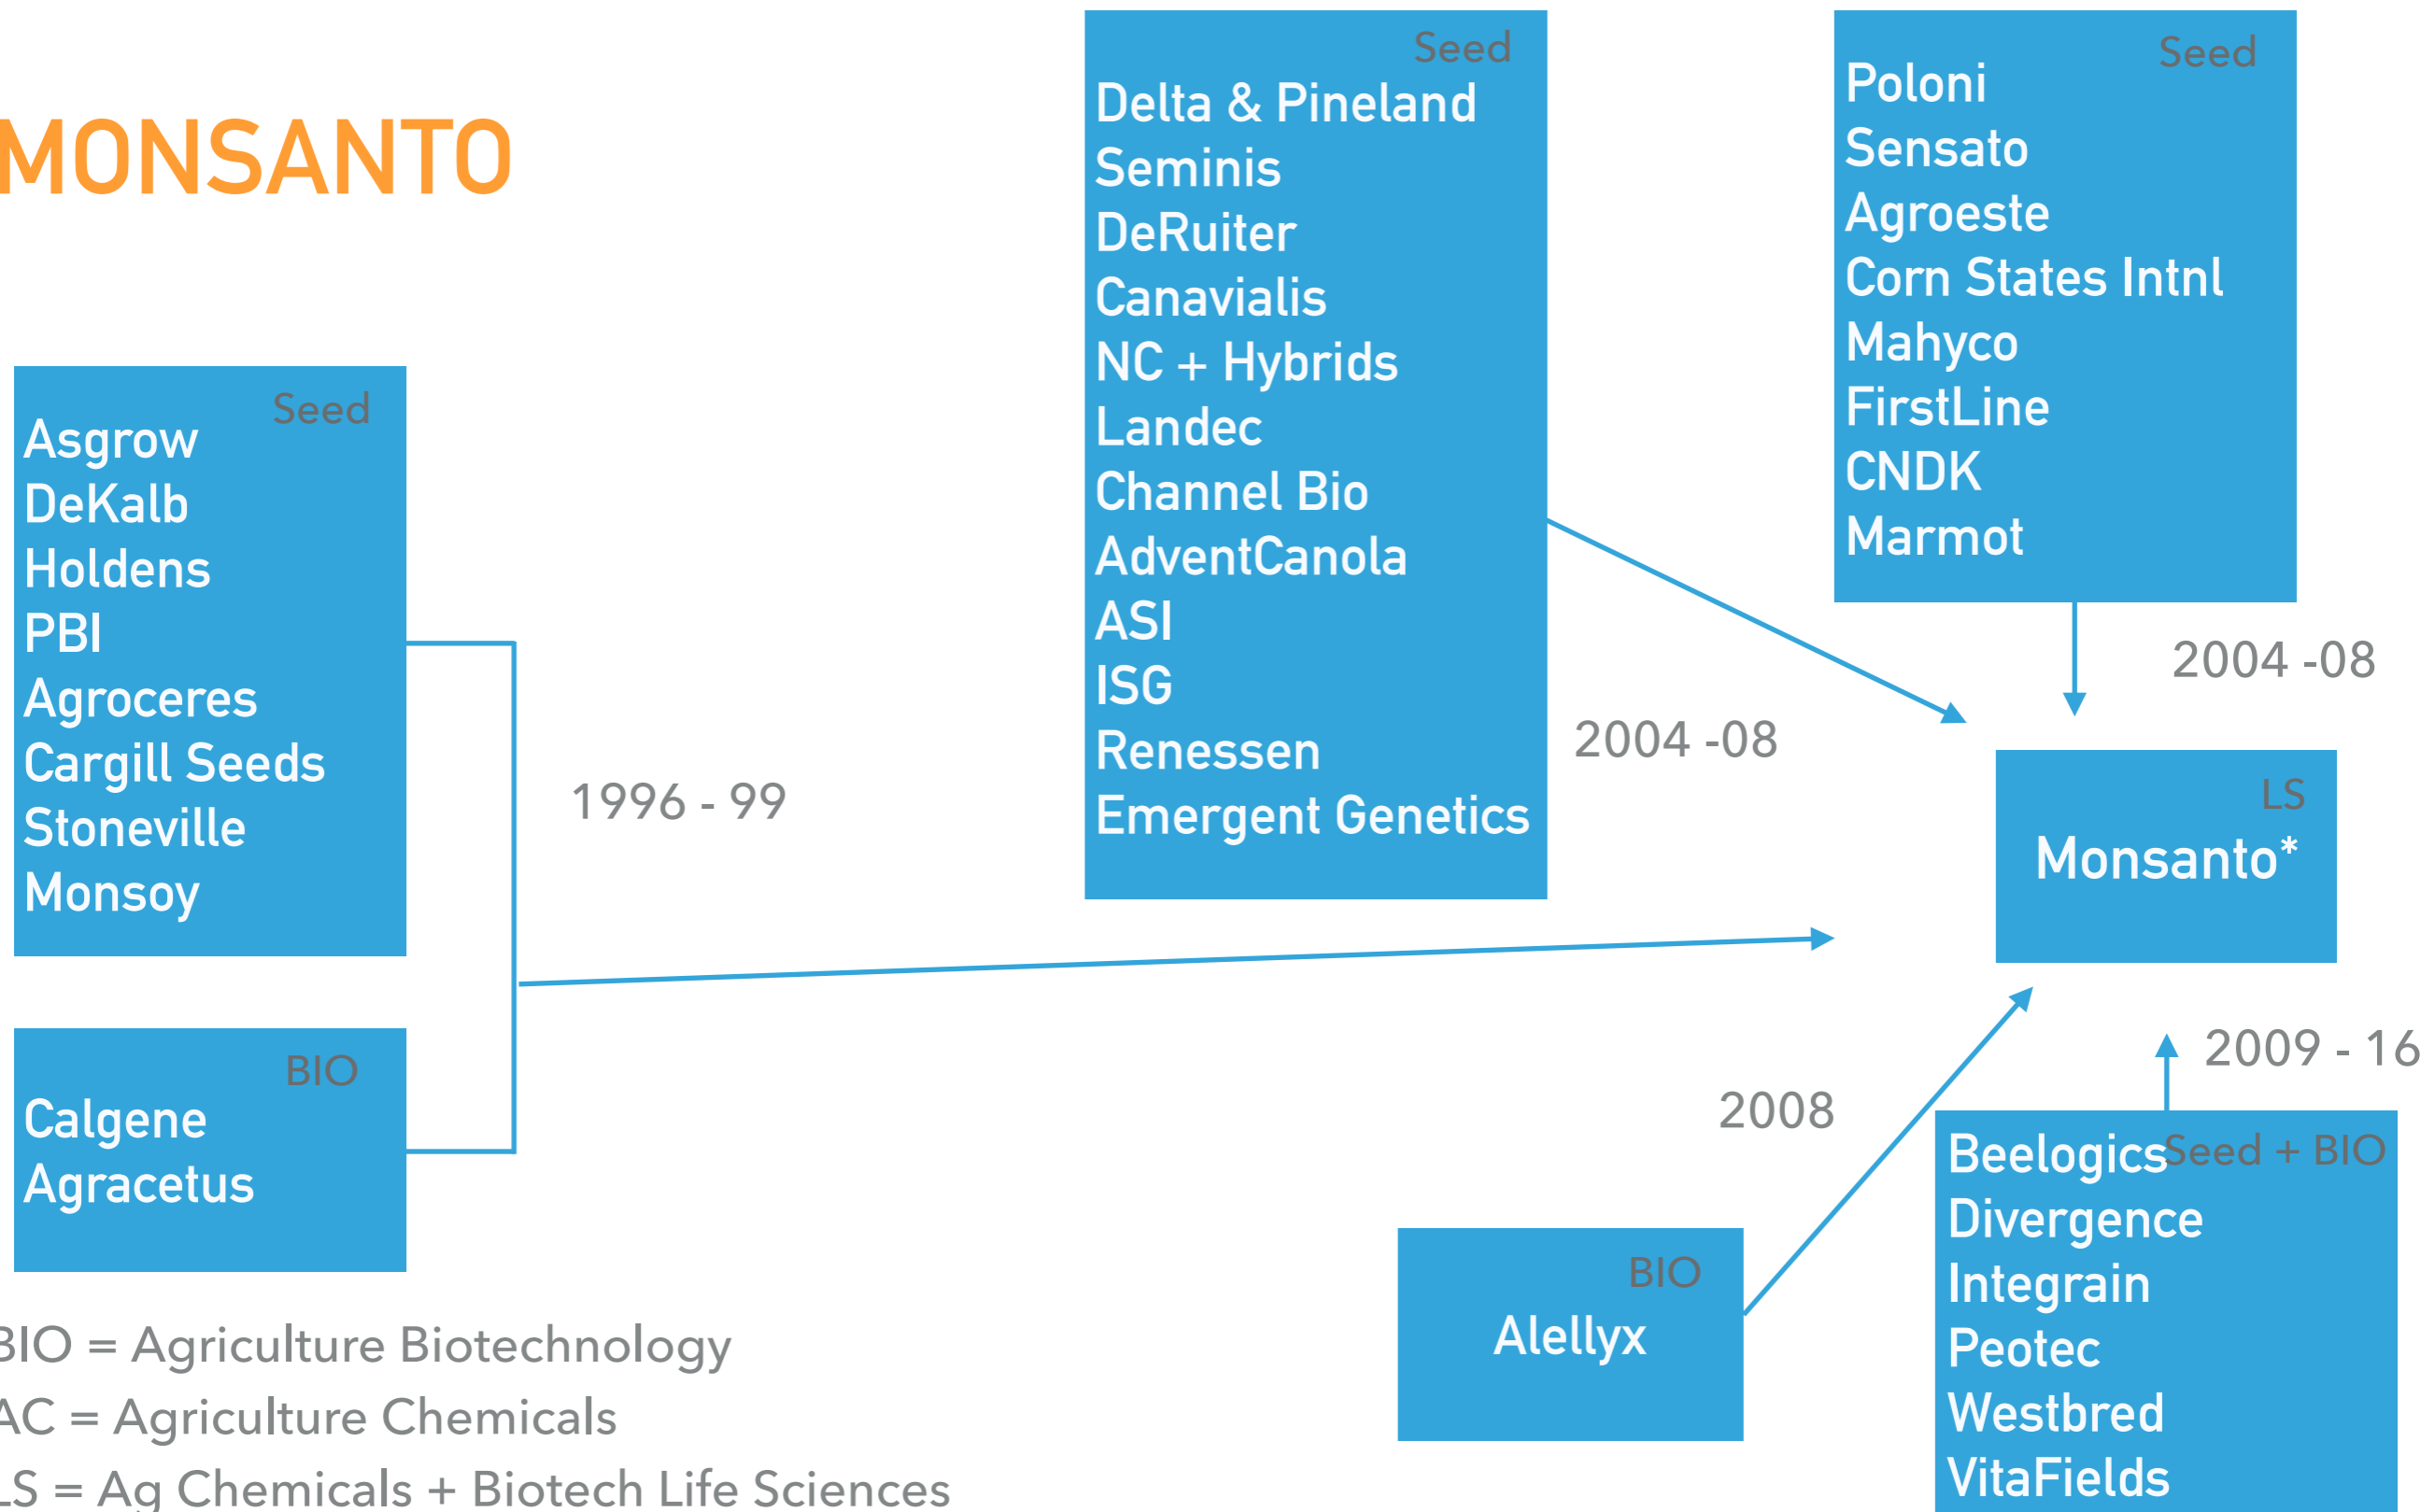 MONSANTO
Seed
Asgrow
DeKalb
Holdens
PBI
Agroceres
Cargill Seeds
Stoneville
Monsoy
1996 - 99
BIO
Calgene
Agracetus
Seed
Delta & Pineland
Seminis
DeRuiter
Canavialis
NC + Hybrids
Landec
Channel Bio
AdventCanola
ASI
ISG
Renessen
Emergent Genetics
2004 -08
Seed
Poloni
Sensato
Agroeste
Corn States Intnl
Mahyco
FirstLine
CNDK
Marmot
2004 -08
LS
Monsanto*
2009 - 16
2008
BIO
Alellyx
Seed + BIO
Beelogics
Divergence
Integrain
Peotec
Westbred
VitaFields
BIO = Agriculture Biotechnology
AC = Agriculture Chemicals
LS = Ag Chemicals + Biotech Life Sciences